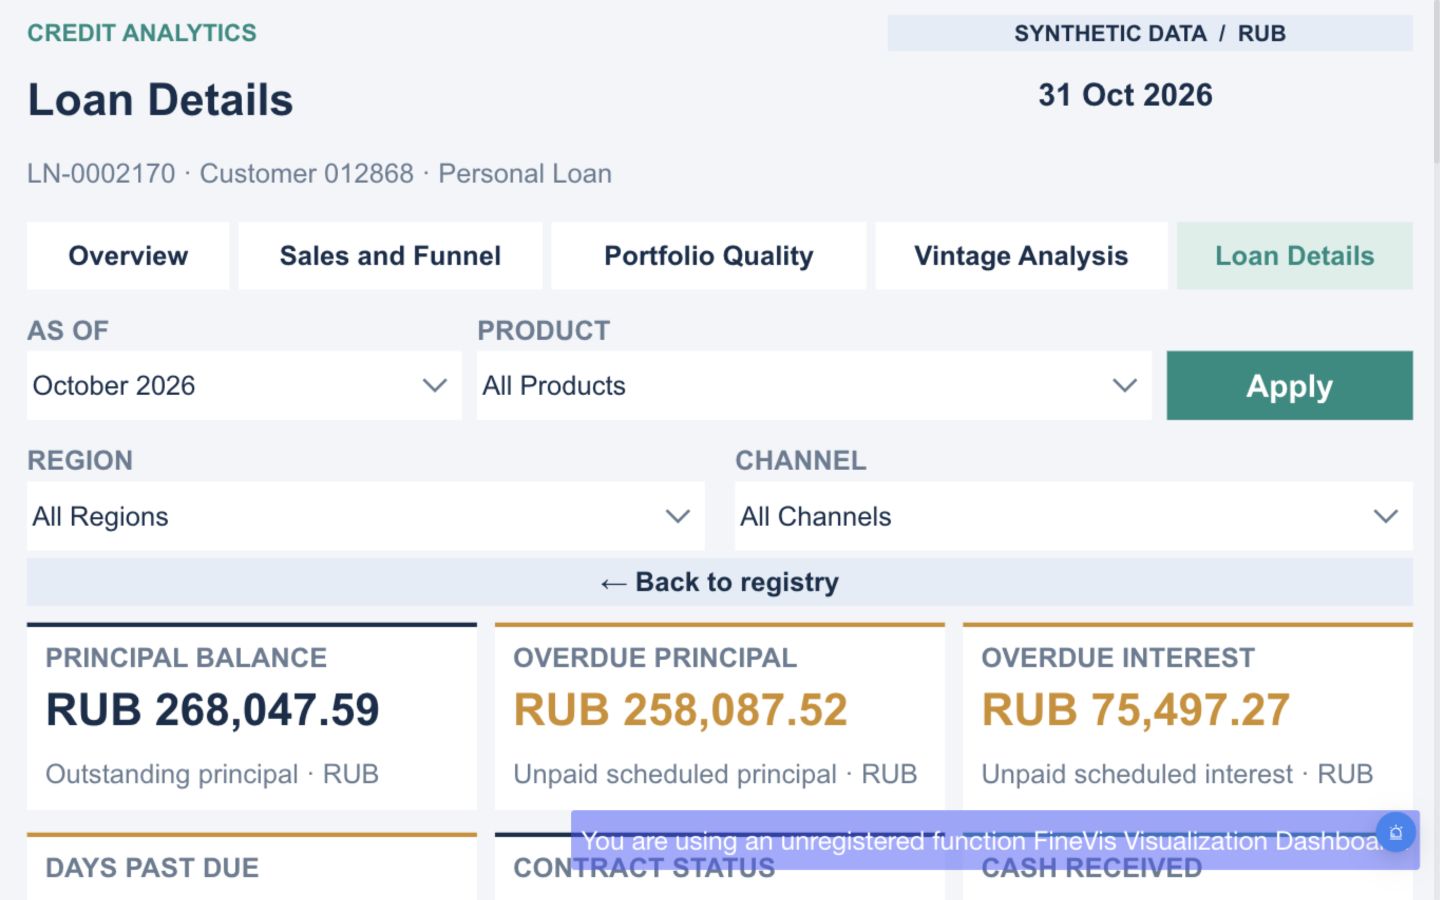 CREDIT ANALYTICS
SYNTHETIC DATA / RUB
Loan Details
31 Oct 2026
LN-0002170 · Customer 012868 · Personal Loan
Overview
Sales and Funnel
Portfolio Quality
Vintage Analysis
Loan Details
AS OF
PRODUCT
October 2026
All Products
Apply
REGION
CHANNEL
All Regions
All Channels
← Back to registry
PRINCIPAL BALANCE
OVERDUE PRINCIPAL
OVERDUE INTEREST
RUB 268,047.59
RUB 258,087.52
RUB 75,497.27
Outstanding principal · RUB
Unpaid scheduled principal · RUB
Unpaid scheduled interest · RUB
You are using an unregistered function FineVis Visualization
DAYS PAST DUE
CONTRACT STATUS
CASH RECEIVED